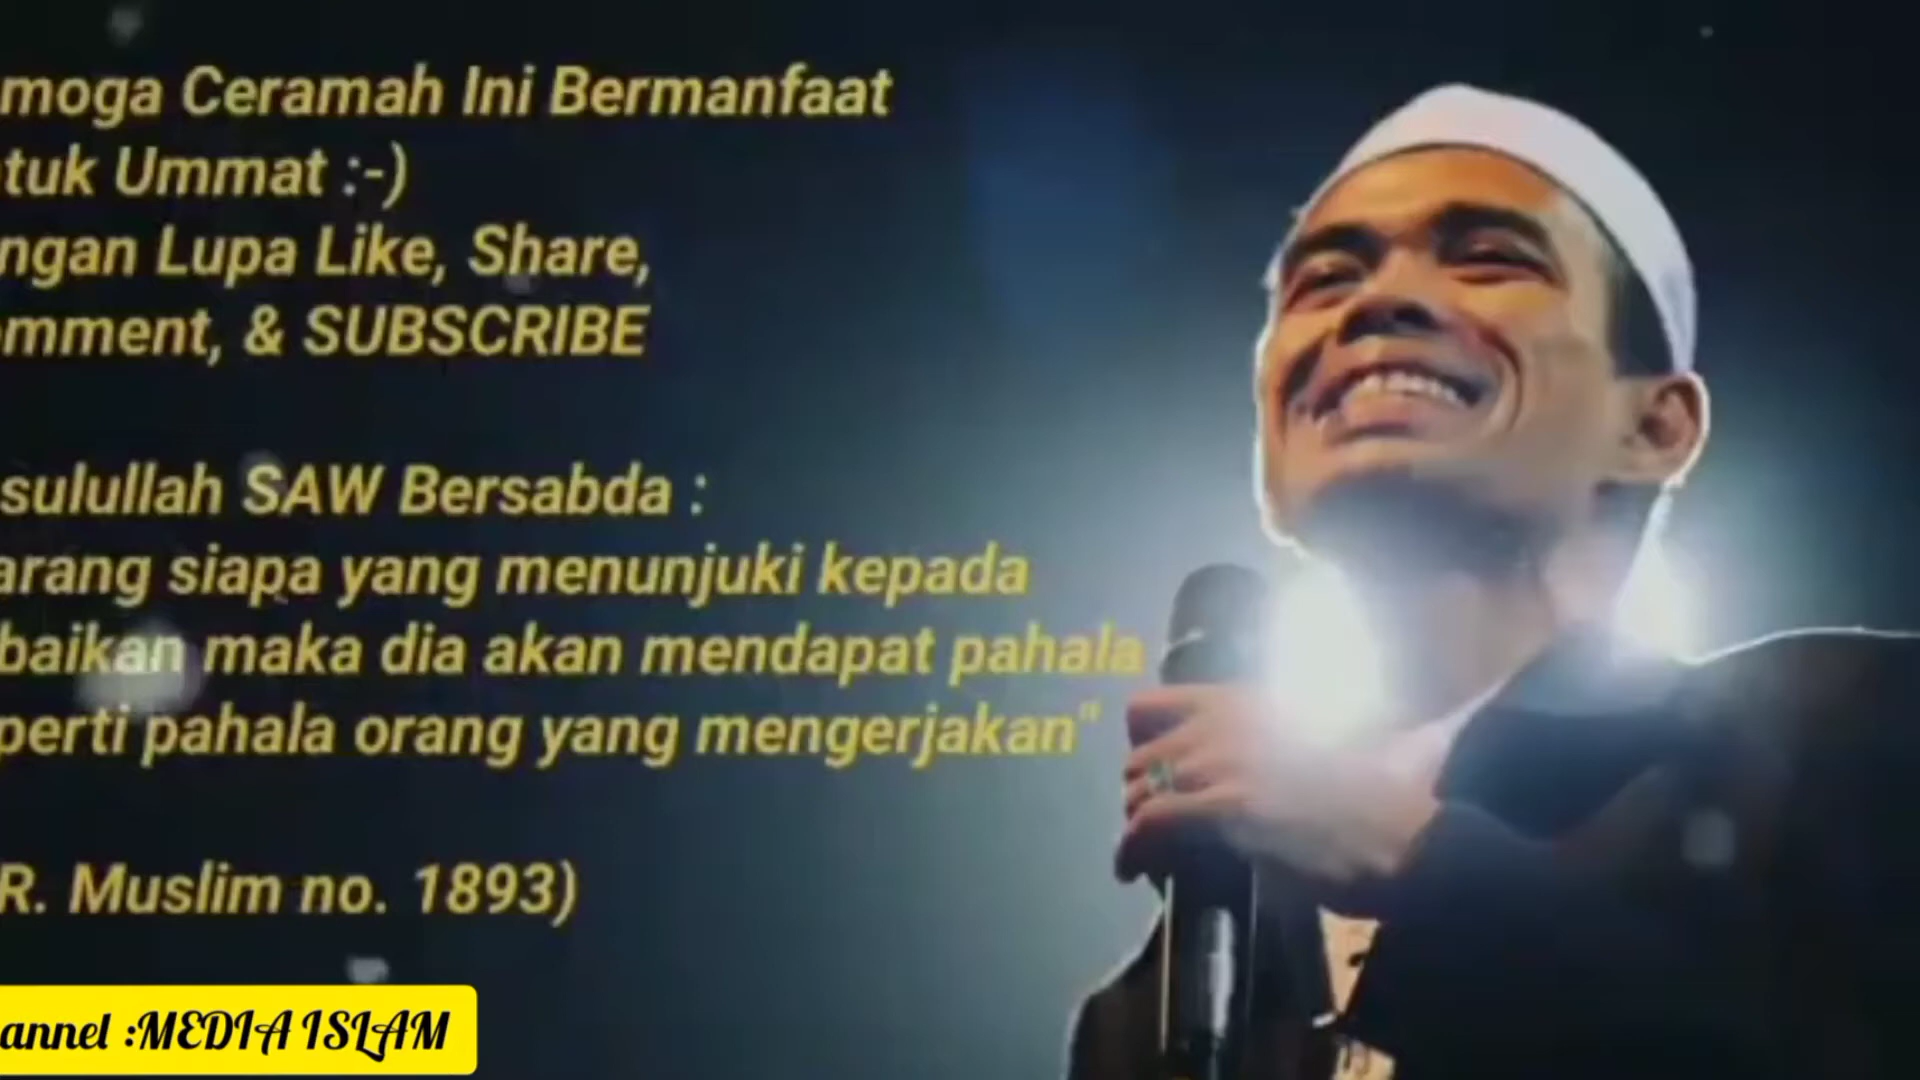 moga Ceramah Ini Bermanfaat
tuk Ummat :-)
ngan Lupa Like, Share,
omment, & SUBSCRIBE
sulullah SAW Bersabda :
arang siapa yang menunjuki kepada
baikan maka dia akan mendapat pahala
perti pahala orang yang mengerjakan"
R. Muslim no. 1893)
annel :MEDIA ISLAM